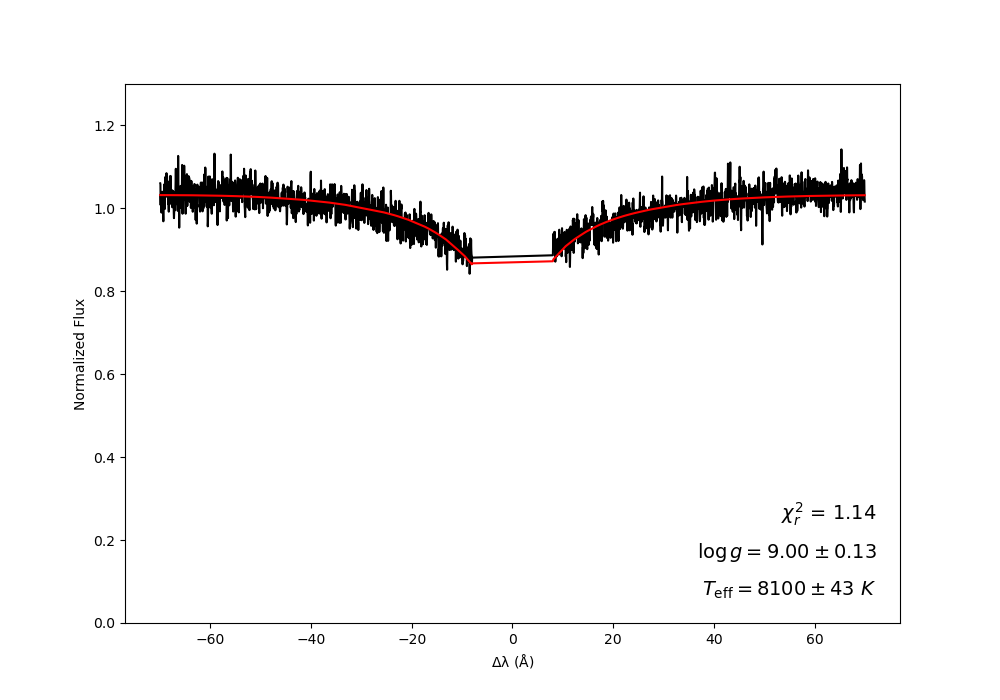 1.2
1.0
0.8
0.6
0.4
0.2
0.0
Normalized Flux
χ²ᵣ = 1.14
log g = 9.00 ± 0.13
T_eff = 8100 ± 43 K
−60 −40 −20 0 20 40 60
Δλ (Å)